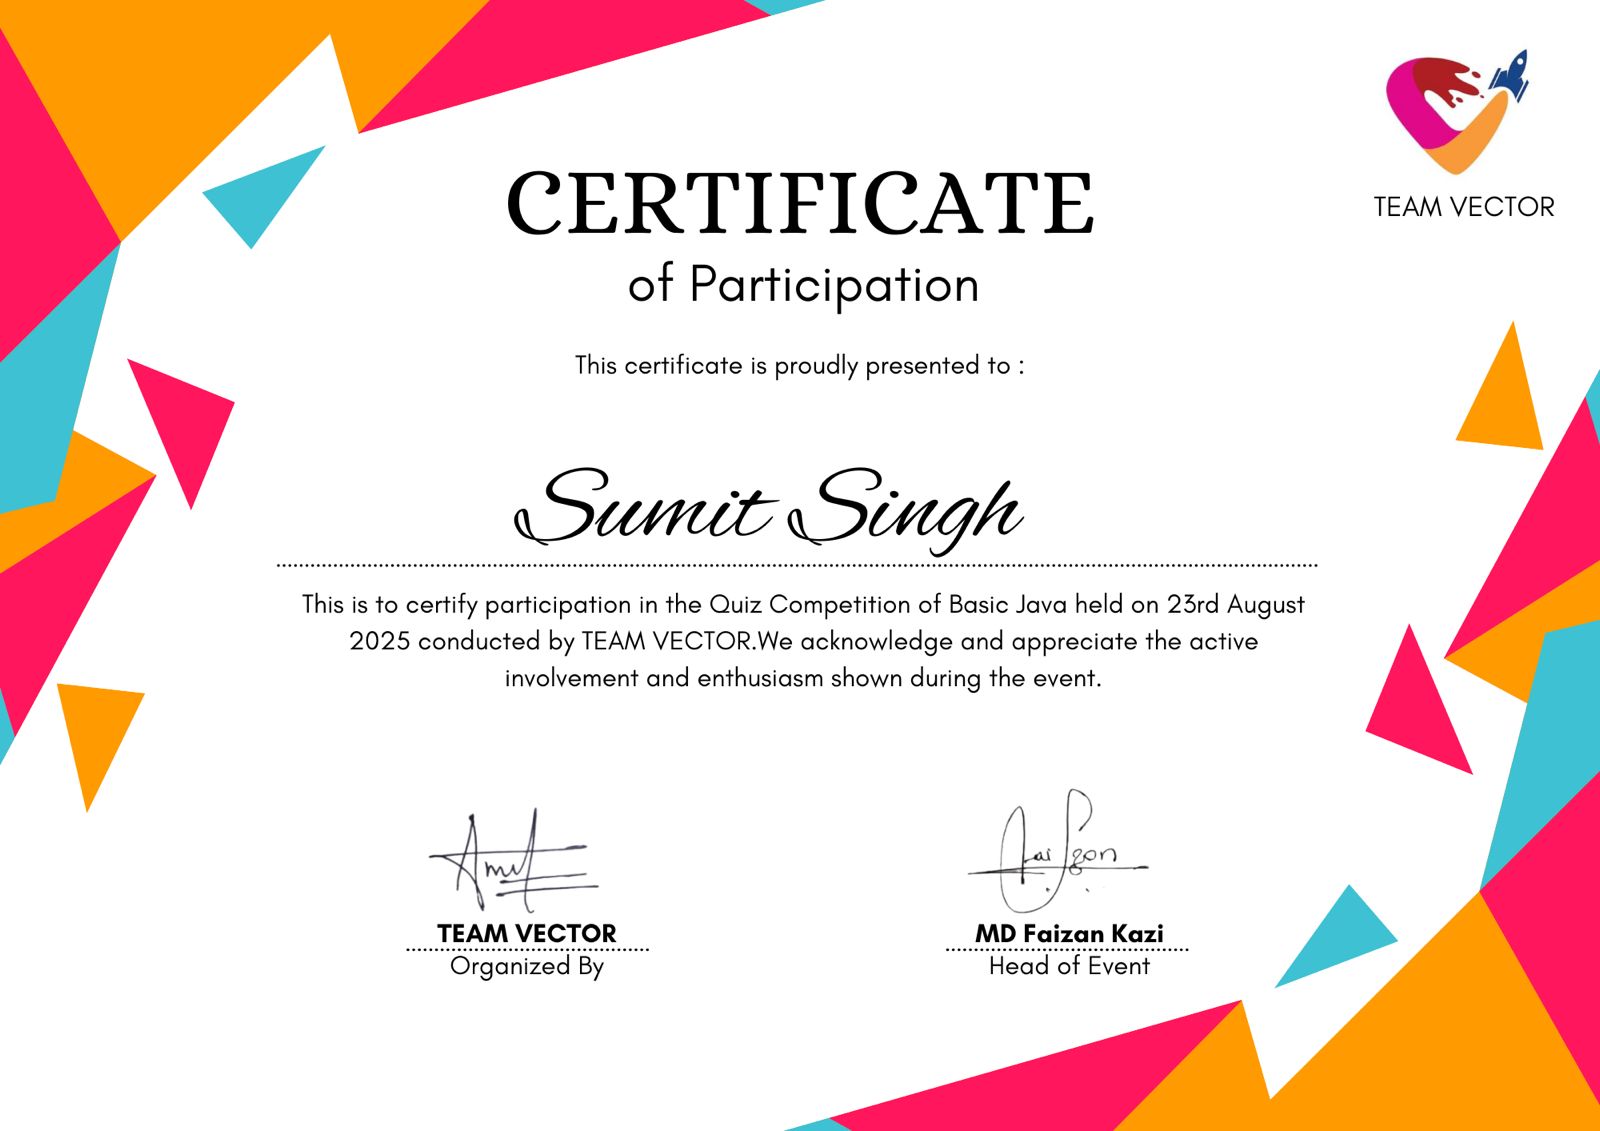 TEAM VECTOR
CERTIFICATE
of Participation
This certificate is proudly presented to :
Sumit Singh
This is to certify participation in the Quiz Competition of Basic Java held on 23rd August
2025 conducted by TEAM VECTOR.We acknowledge and appreciate the active
involvement and enthusiasm shown during the event.
Amit
TEAM VECTOR
Organized By
MD Faizan Kazi
Head of Event